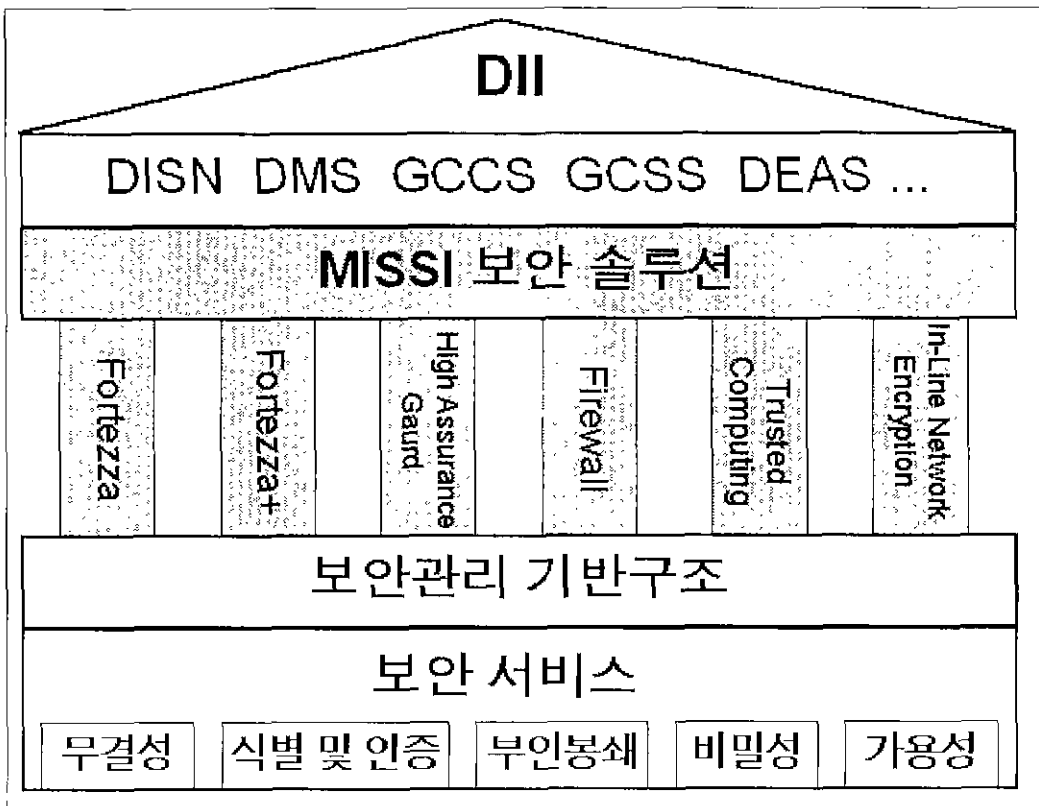 DII
DISN DMS GCCS GCSS DEAS ...
MISSI 보안 솔루션
Fortezza
Fortezza+
High Assurance
Gaurd
Firewall
Trusted
Computing
In-Line Network
Encryption
보안관리 기반구조
보안 서비스
무결성
식별 및 인증
부인봉쇄
비밀성
가용성